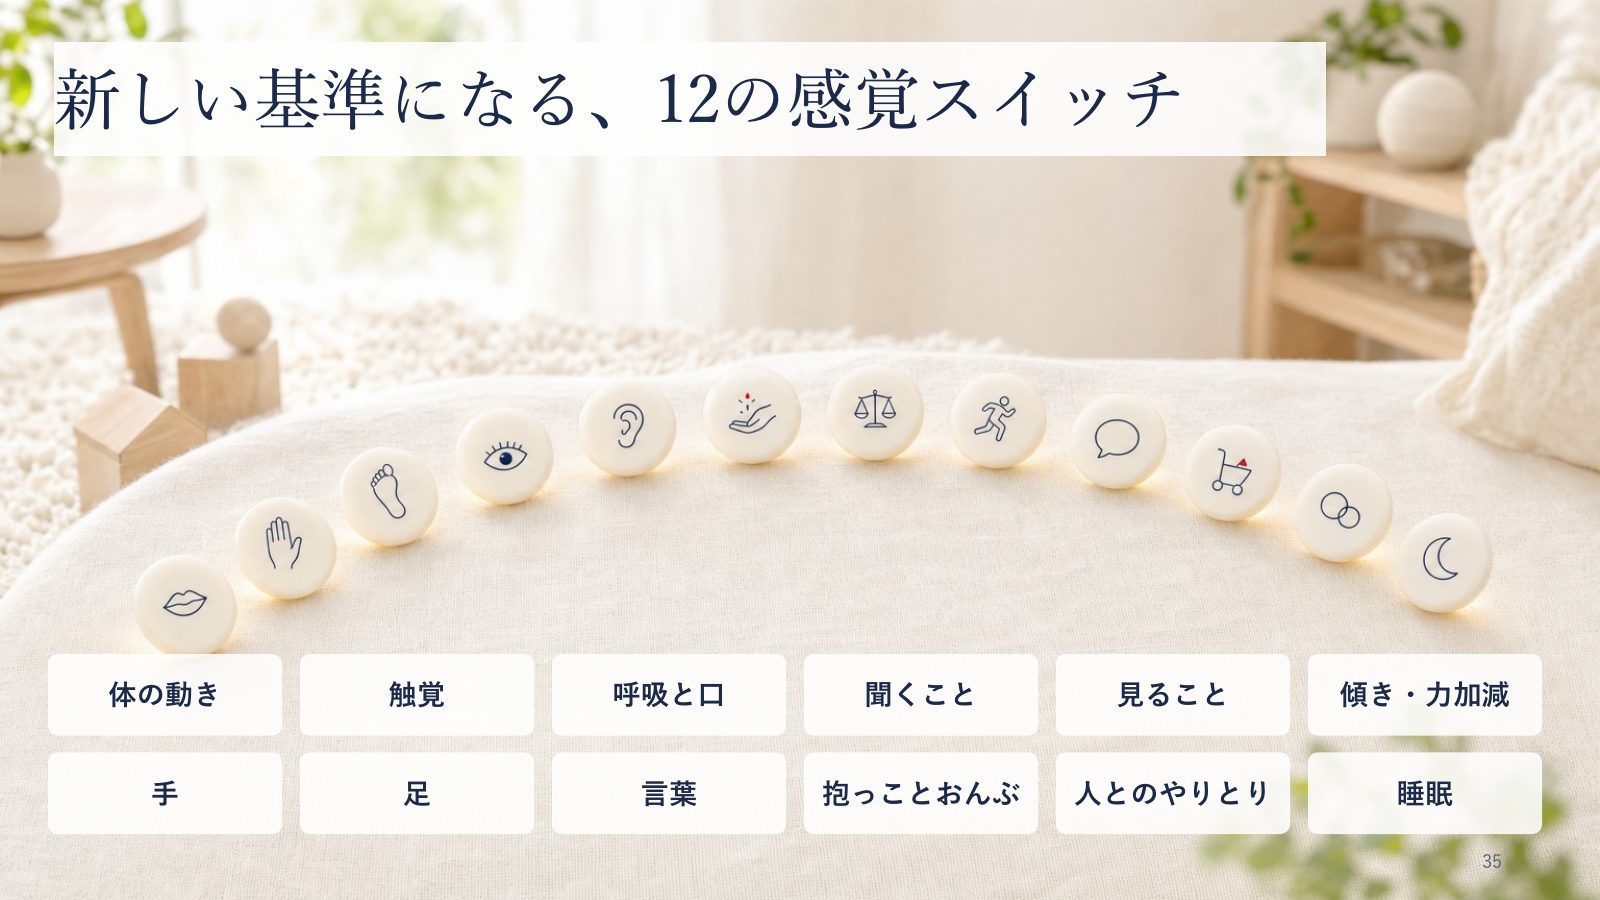 新しい基準になる、12の感覚スイッチ
体の動き
触覚
呼吸と口
聞くこと
見ること
傾き・力加減
手
足
言葉
抱っことおんぶ
人とのやりとり
睡眠
35